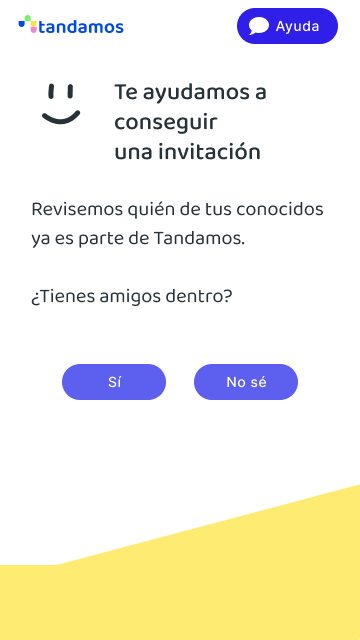 tandamos
Ayuda
Te ayudamos a
conseguir
una invitación
Revisemos quién de tus conocidos
ya es parte de Tandamos.
¿Tienes amigos dentro?
Sí
No sé